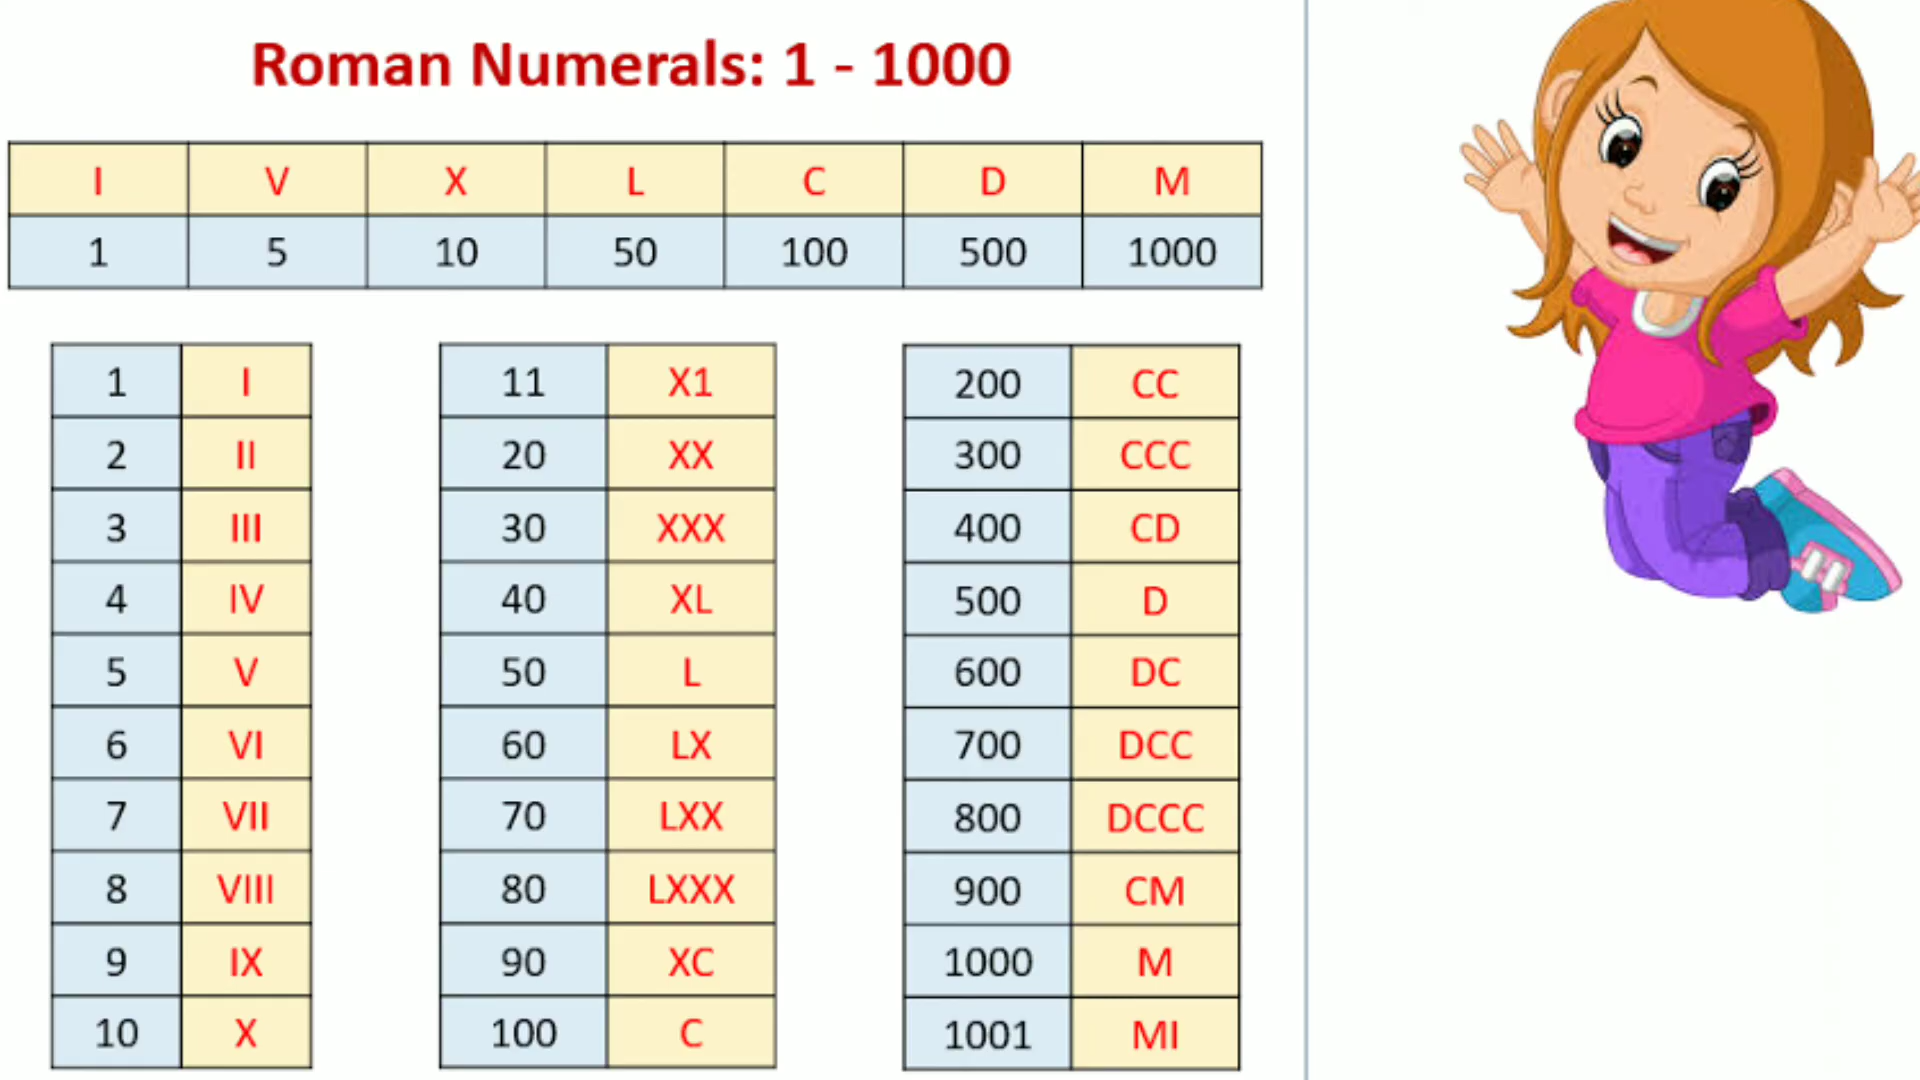 Roman Numerals: 1 - 1000
I V X L C D M
1 5 10 50 100 500 1000
1 I 11 X1 200 CC
2 II 20 XX 300 CCC
3 III 30 XXX 400 CD
4 IV 40 XL 500 D
5 V 50 L 600 DC
6 VI 60 LX 700 DCC
7 VII 70 LXX 800 DCCC
8 VIII 80 LXXX 900 CM
9 IX 90 XC 1000 M
10 X 100 C 1001 MI